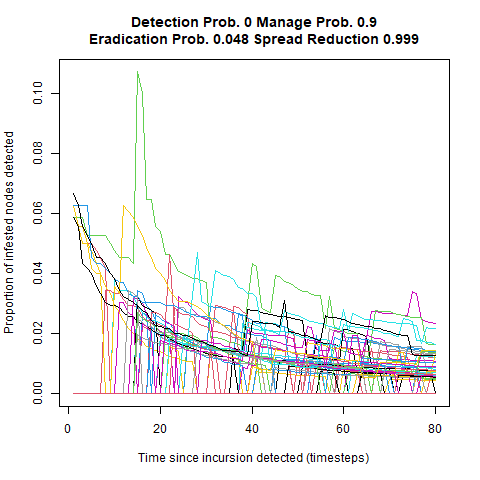 Detection Prob. 0 Manage Prob. 0.9
Eradication Prob. 0.048 Spread Reduction 0.999
Proportion of infested nodes detected
0.10
0.08
0.06
0.04
0.02
0.00
0 20 40 60 80
Time since incursion detected (timesteps)